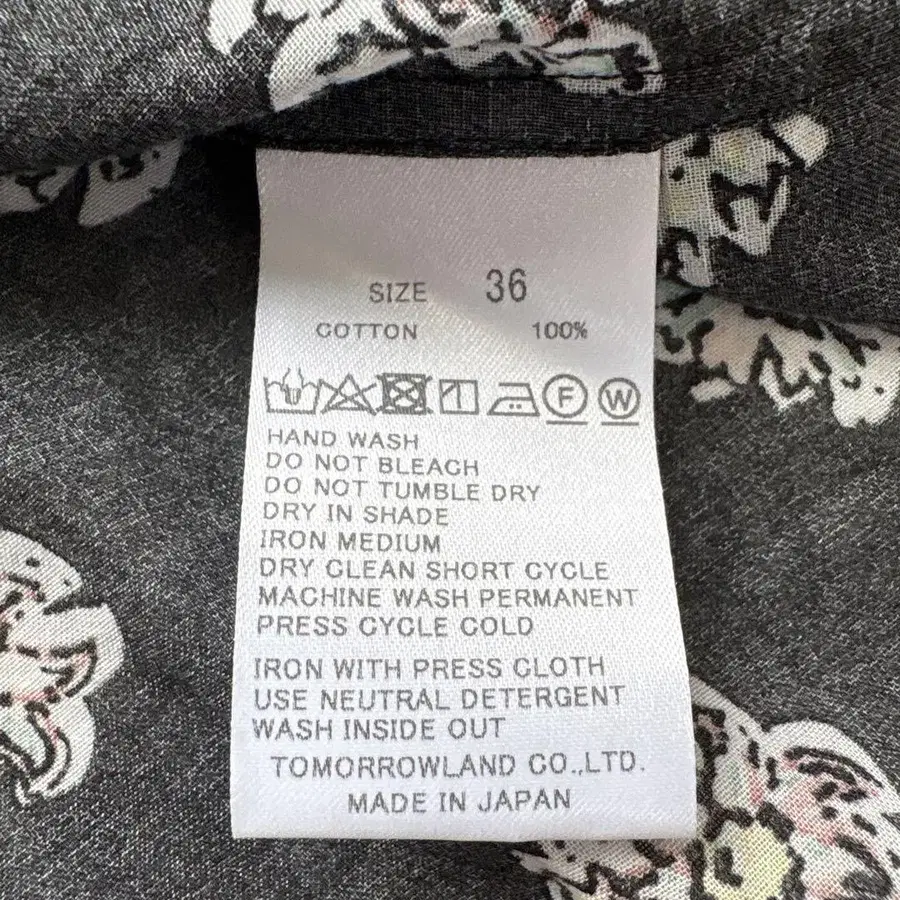 SIZE 36
COTTON 100%
F W
HAND WASH
DO NOT BLEACH
DO NOT TUMBLE DRY
DRY IN SHADE
IRON MEDIUM
DRY CLEAN SHORT CYCLE
MACHINE WASH PERMANENT
PRESS CYCLE COLD
IRON WITH PRESS CLOTH
USE NEUTRAL DETERGENT
WASH INSIDE OUT
TOMORROWLAND CO.,LTD.
MADE IN JAPAN